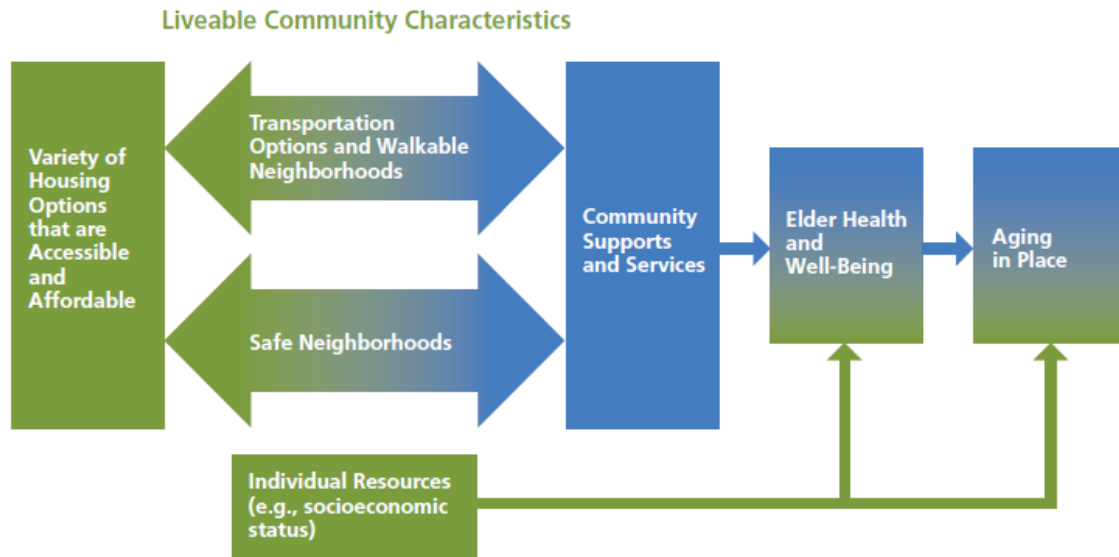 Liveable Community Characteristics
Variety of
Housing
Options
that are
Accessible
and
Affordable
Transportation
Options and Walkable
Neighborhoods
Safe Neighborhoods
Community
Supports
and Services
Elder Health
and
Well-Being
Aging
in Place
Individual Resources
(e.g., socioeconomic
status)